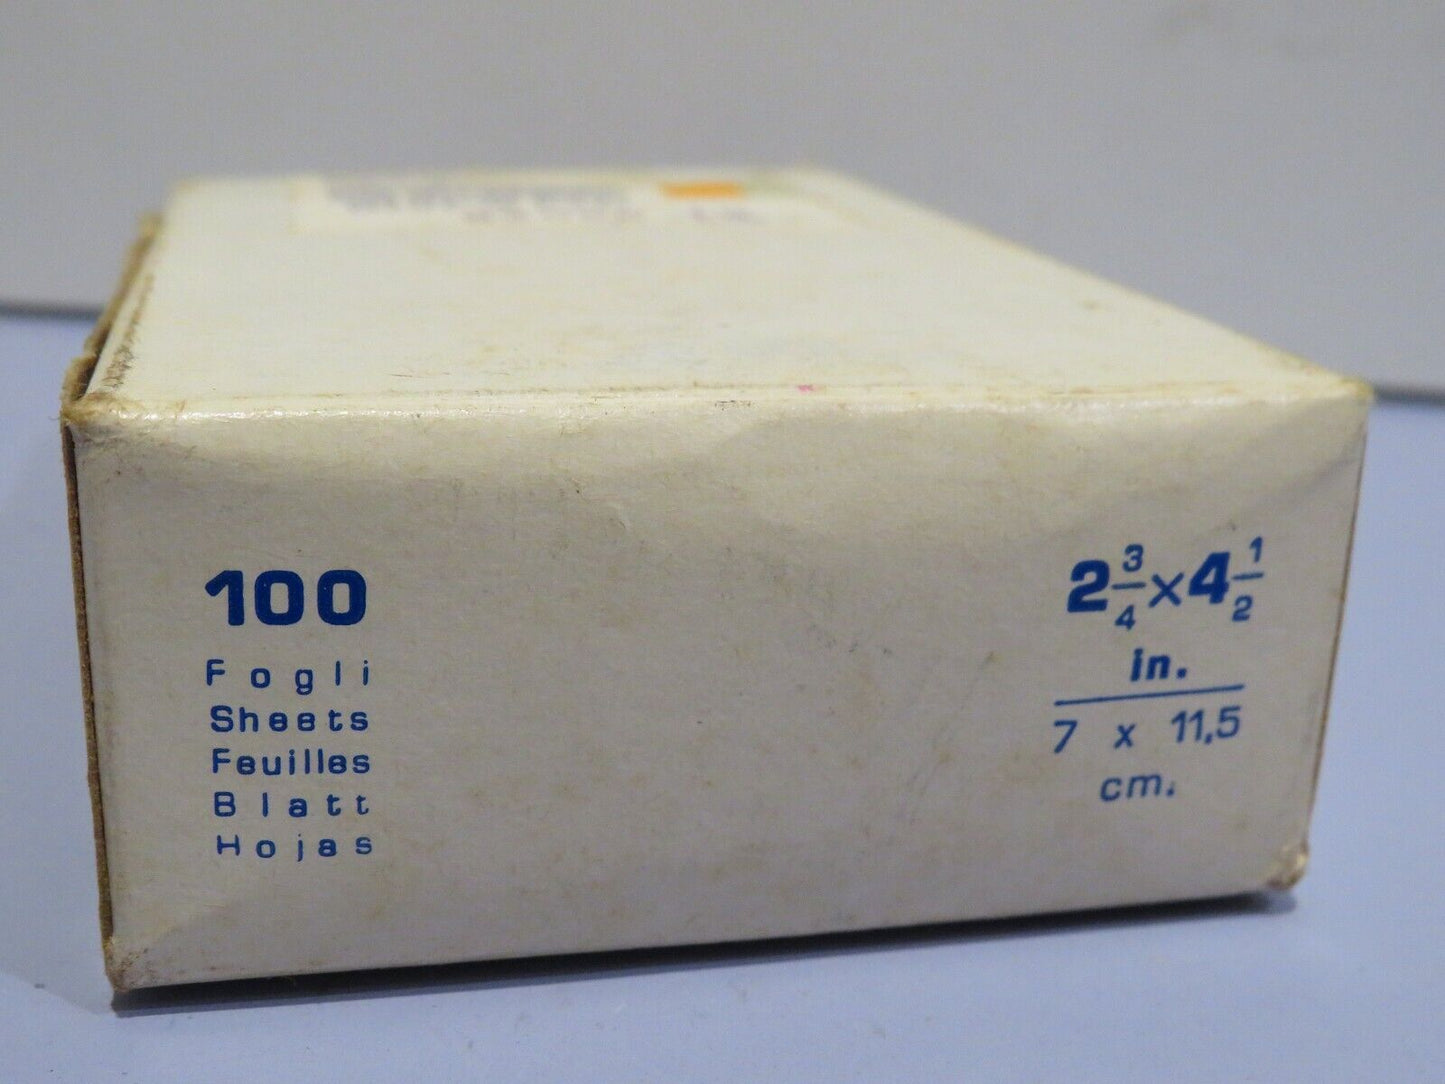 100
Fogli
Sheets
Feuilles
Blatt
Hojas
2 3/4 x 4 1/2
in.
7 x 11,5
cm.